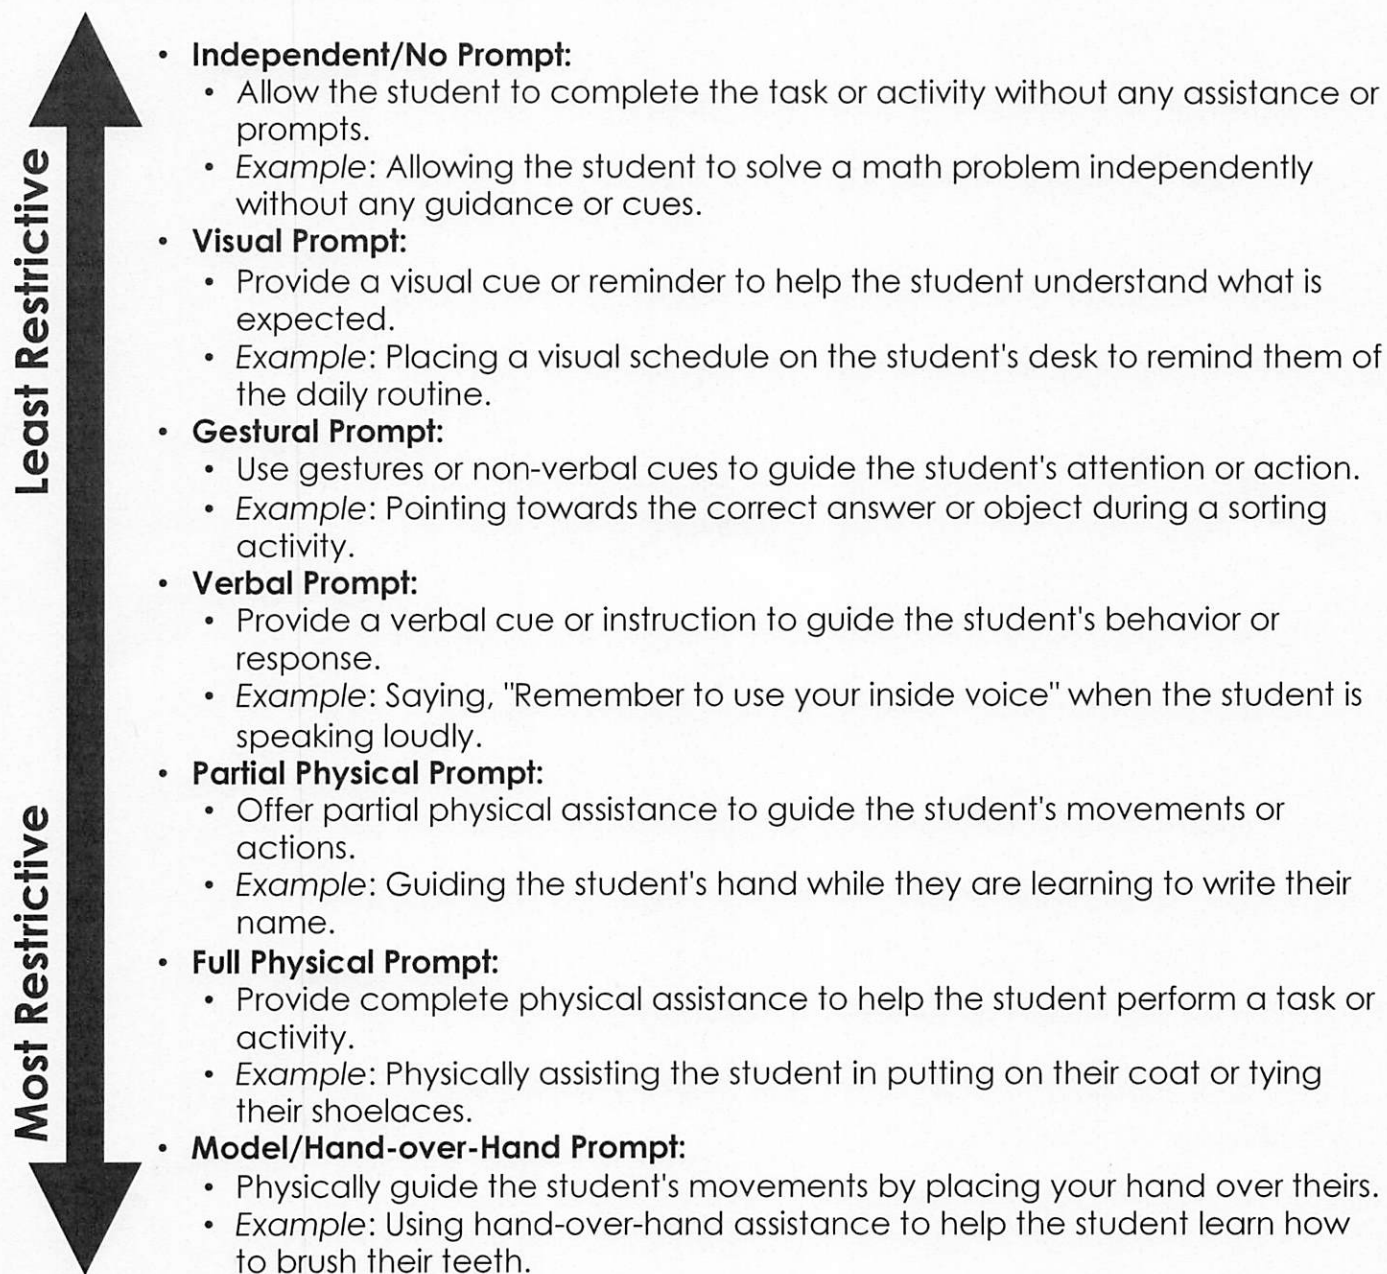 Least Restrictive
Most Restrictive
• Independent/No Prompt:
• Allow the student to complete the task or activity without any assistance or
prompts.
• Example: Allowing the student to solve a math problem independently
without any guidance or cues.
• Visual Prompt:
• Provide a visual cue or reminder to help the student understand what is
expected.
• Example: Placing a visual schedule on the student's desk to remind them of
the daily routine.
• Gestural Prompt:
• Use gestures or non-verbal cues to guide the student's attention or action.
• Example: Pointing towards the correct answer or object during a sorting
activity.
• Verbal Prompt:
• Provide a verbal cue or instruction to guide the student's behavior or
response.
• Example: Saying, "Remember to use your inside voice" when the student is
speaking loudly.
• Partial Physical Prompt:
• Offer partial physical assistance to guide the student's movements or
actions.
• Example: Guiding the student's hand while they are learning to write their
name.
• Full Physical Prompt:
• Provide complete physical assistance to help the student perform a task or
activity.
• Example: Physically assisting the student in putting on their coat or tying
their shoelaces.
• Model/Hand-over-Hand Prompt:
• Physically guide the student's movements by placing your hand over theirs.
• Example: Using hand-over-hand assistance to help the student learn how
to brush their teeth.